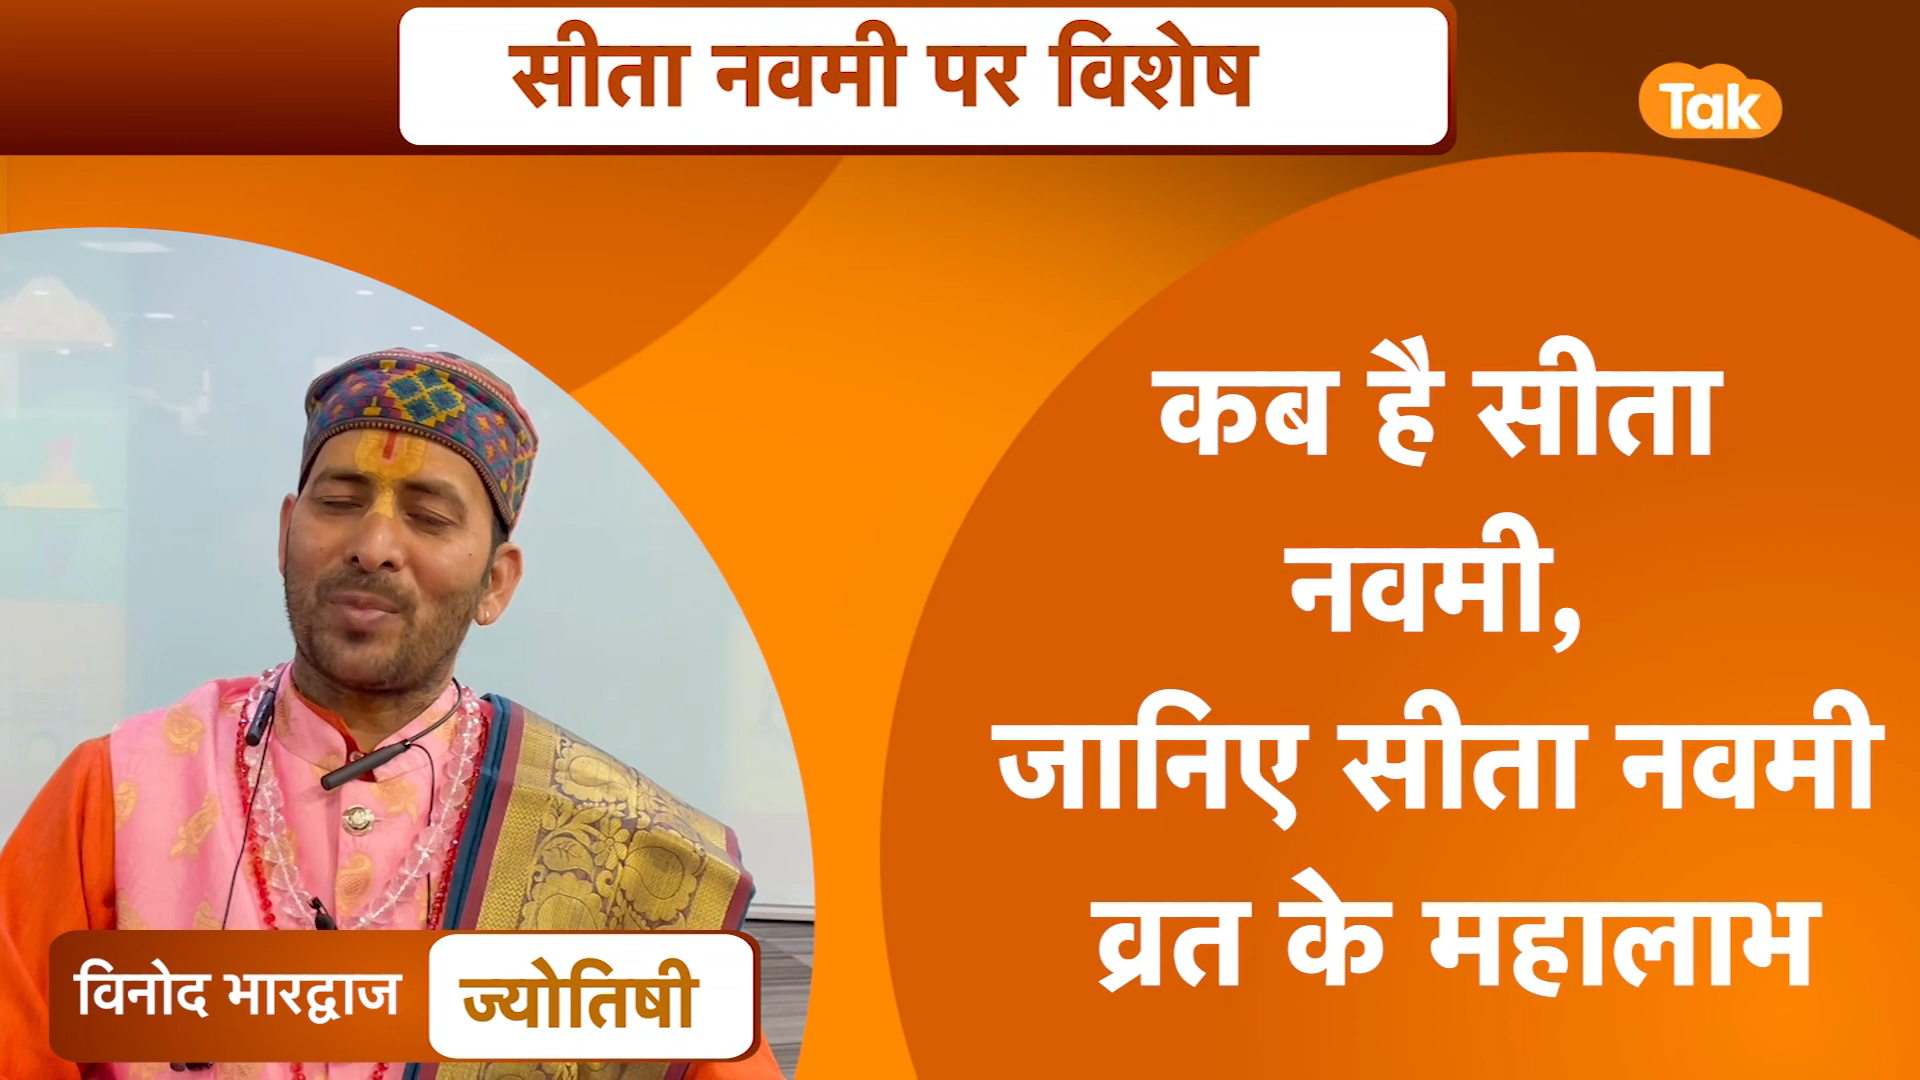 सीता नवमी पर विशेष
Tak
कब है सीता
नवमी,
जानिए सीता नवमी
व्रत के महालाभ
विनोद भारद्वाज
ज्योतिषी